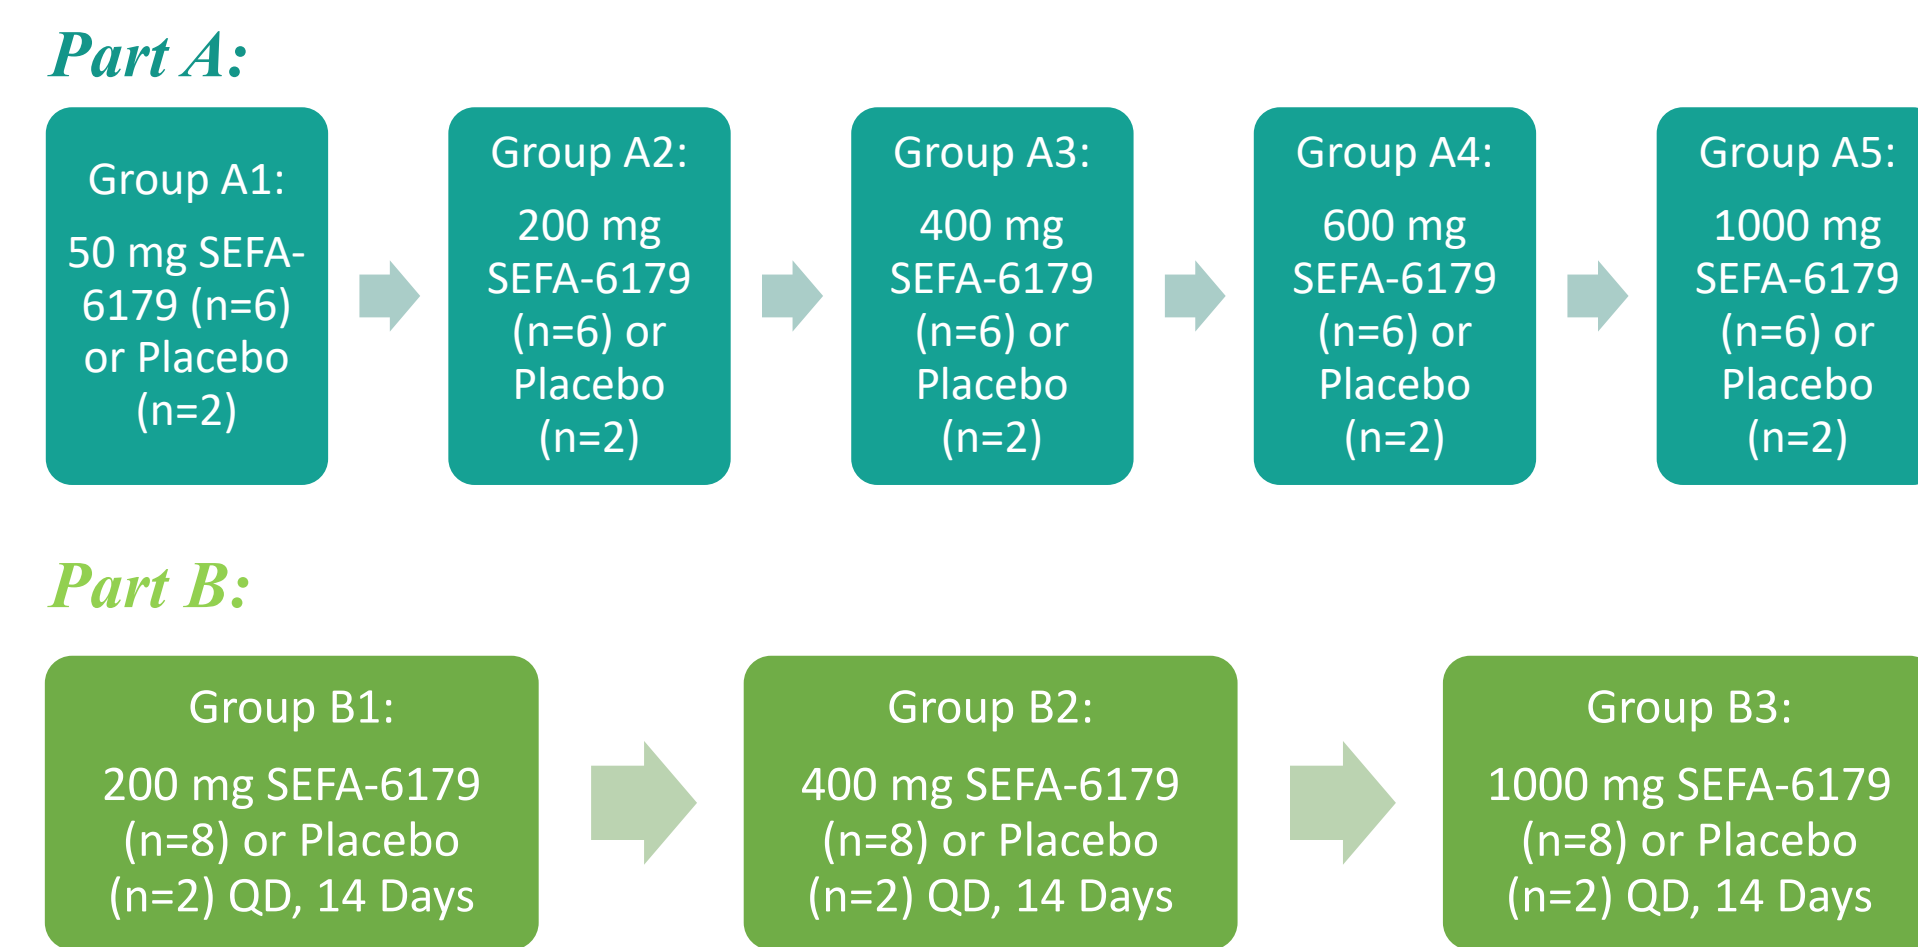 Part A:
Group A1:
50 mg SEFA-
6179 (n=6)
or Placebo
(n=2)
Group A2:
200 mg
SEFA-6179
(n=6) or
Placebo
(n=2)
Group A3:
400 mg
SEFA-6179
(n=6) or
Placebo
(n=2)
Group A4:
600 mg
SEFA-6179
(n=6) or
Placebo
(n=2)
Group A5:
1000 mg
SEFA-6179
(n=6) or
Placebo
(n=2)
Part B:
Group B1:
200 mg SEFA-6179
(n=8) or Placebo
(n=2) QD, 14 Days
Group B2:
400 mg SEFA-6179
(n=8) or Placebo
(n=2) QD, 14 Days
Group B3:
1000 mg SEFA-6179
(n=8) or Placebo
(n=2) QD, 14 Days